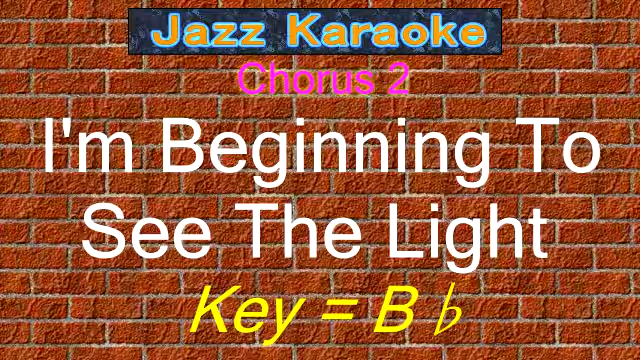 Jazz Karaoke
Chorus 2
I'm Beginning To
See The Light
Key = B♭